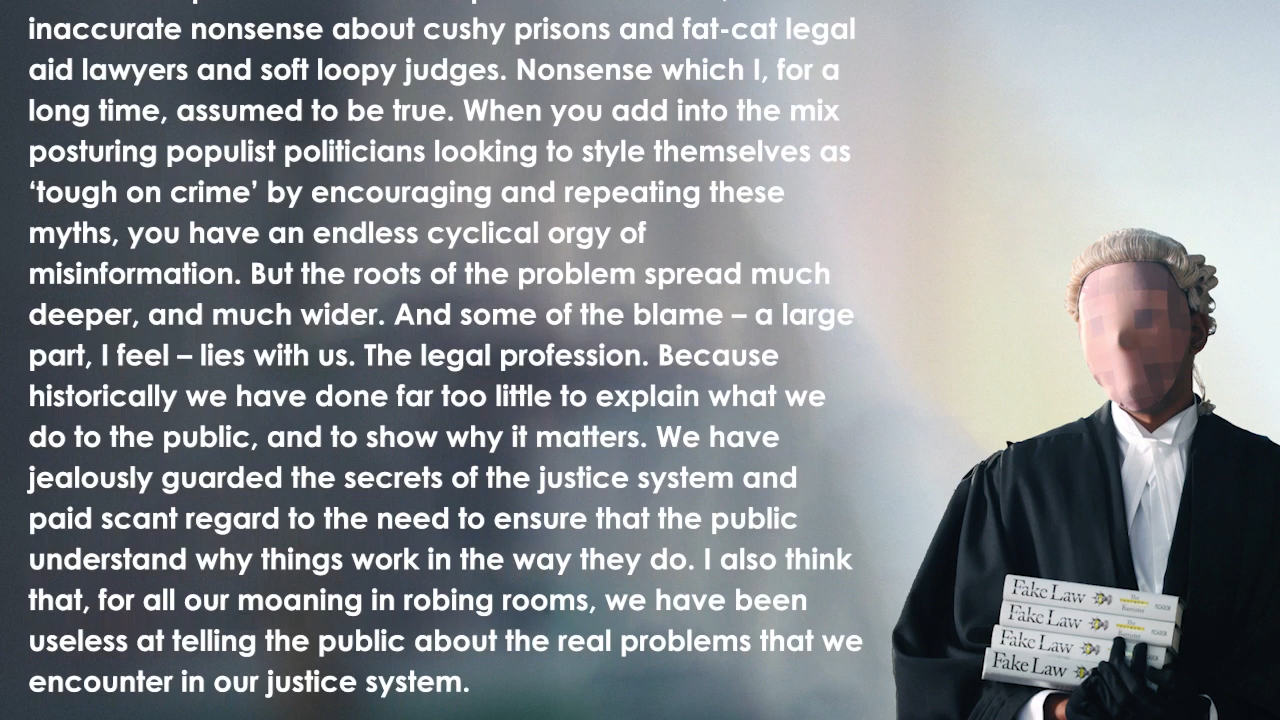 inaccurate nonsense about cushy prisons and fat-cat legal
aid lawyers and soft loopy judges. Nonsense which I, for a
long time, assumed to be true. When you add into the mix
posturing populist politicians looking to style themselves as
‘tough on crime’ by encouraging and repeating these
myths, you have an endless cyclical orgy of
misinformation. But the roots of the problem spread much
deeper, and much wider. And some of the blame – a large
part, I feel – lies with us. The legal profession. Because
historically we have done far too little to explain what we
do to the public, and to show why it matters. We have
jealously guarded the secrets of the justice system and
paid scant regard to the need to ensure that the public
understand why things work in the way they do. I also think
that, for all our moaning in robing rooms, we have been
useless at telling the public about the real problems that we
encounter in our justice system.
Fake Law
Fake Law
Fake Law
Fake Law